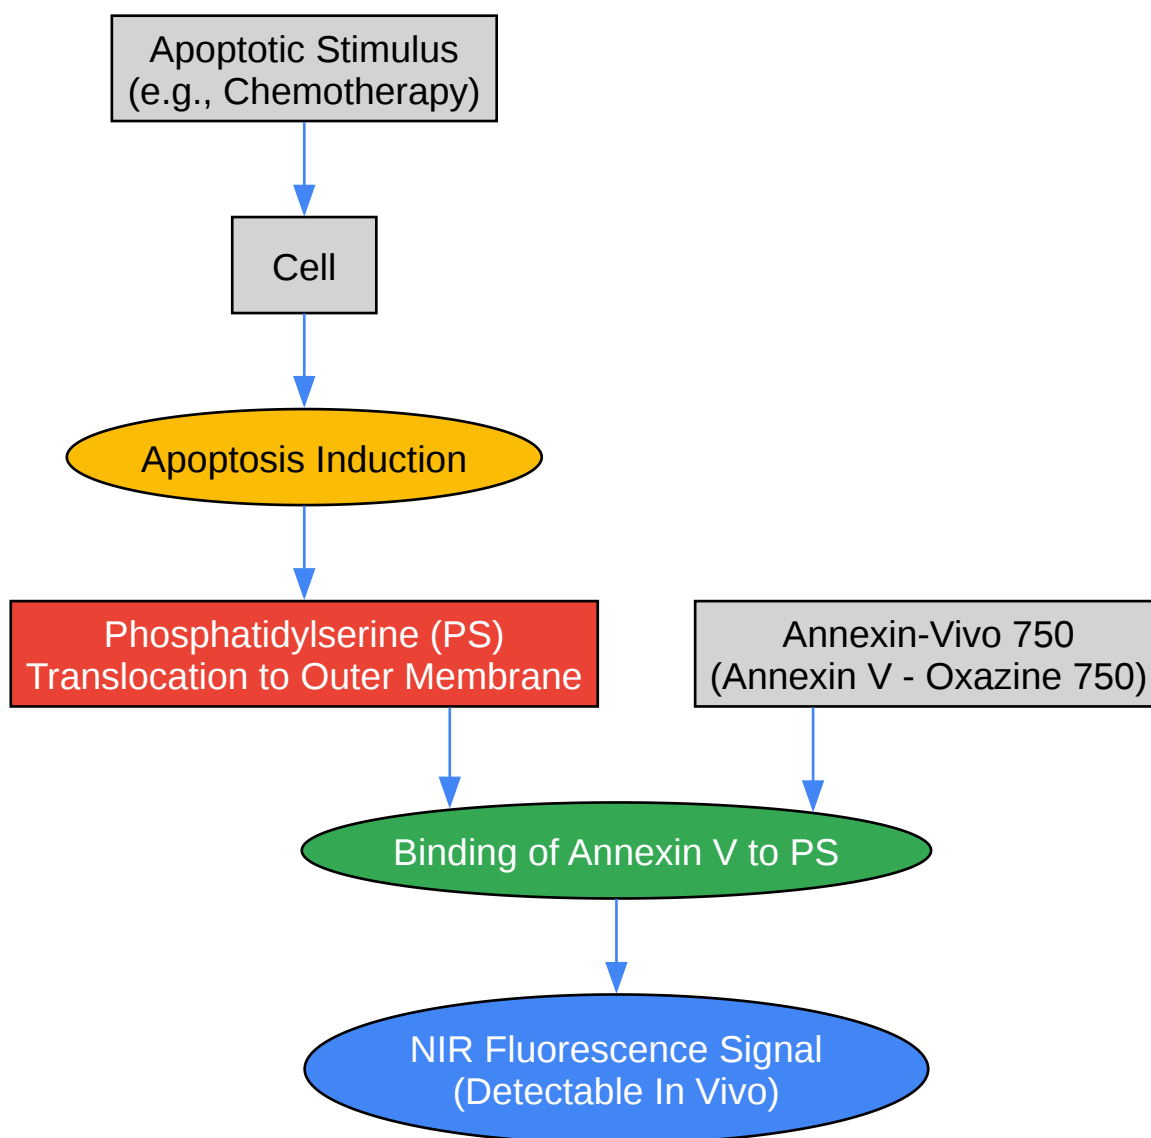 Apoptotic Stimulus
(e.g., Chemotherapy)
Cell
Apoptosis Induction
Phosphatidylserine (PS)
Translocation to Outer Membrane
Annexin-Vivo 750
(Annexin V - Oxazine 750)
Binding of Annexin V to PS
NIR Fluorescence Signal
(Detectable In Vivo)